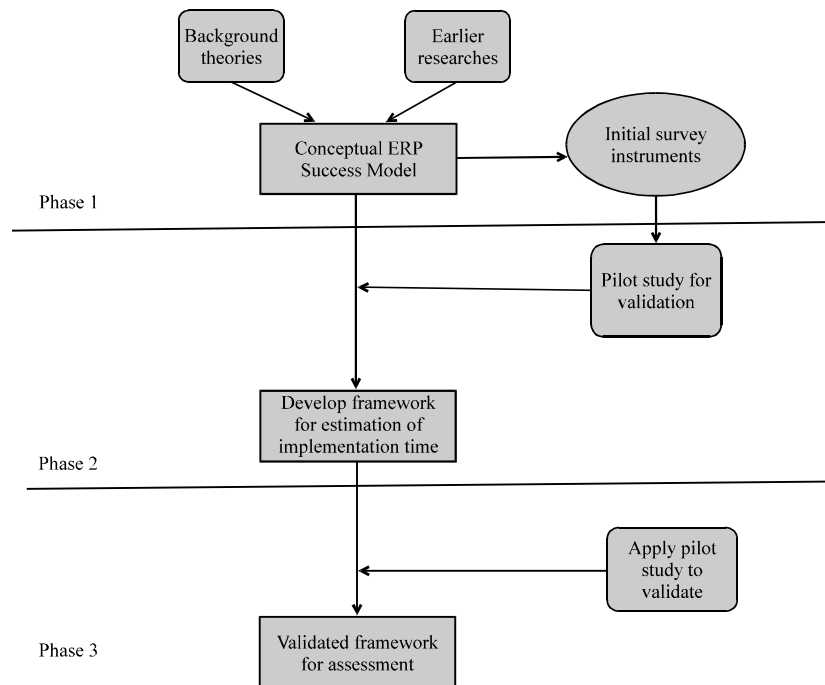 Background
theories
Earlier
researches
Conceptual ERP
Success Model
Initial survey
instruments
Phase 1
Pilot study for
validation
Develop framework
for estimation of
implementation time
Phase 2
Apply pilot
study to
validate
Validated framework
for assessment
Phase 3